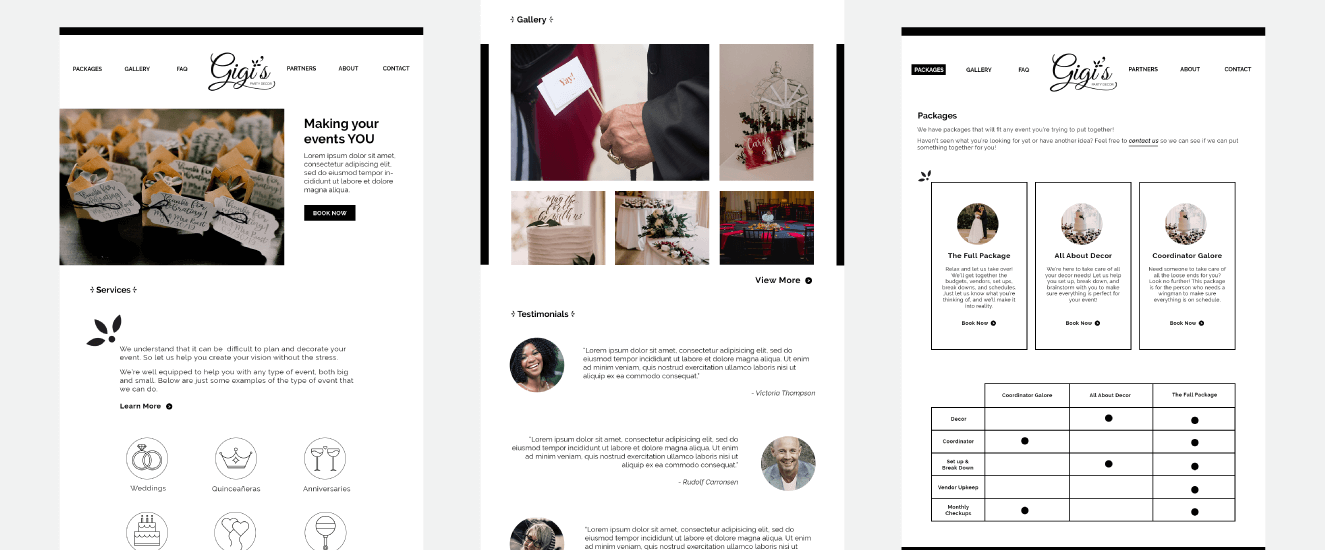 PACKAGES
GALLERY
FAQ
Gigi's
PARTY DECOR
PARTNERS
ABOUT
CONTACT
Making your
events YOU
Lorem ipsum dolor sit amet,
consectetur adipisicing elit,
sed do eiusmod tempor in-
cididunt ut labore et dolore
magna aliqua.
BOOK NOW
Services
We understand that it can be difficult to plan and decorate your
event. So let us help you create your vision without the stress.
We're well equipped to help you with any type of event, both big
and small. Below are just some examples of the type of event that
we can do.
Learn More
Weddings
Quinceañeras
Anniversaries
Gallery
Yay!
View More
Testimonials
"Lorem ipsum dolor sit amet, consectetur adipisicing elit, sed do
eiusmod tempor incididunt ut labore et dolore magna aliqua. Ut enim
ad minim veniam, quis nostrud exercitation ullamco laboris nisi ut
aliquip ex ea commodo consequat."
- Victoria Thompson
"Lorem ipsum dolor sit amet, consectetur adipisicing elit, sed do
eiusmod tempor incididunt ut labore et dolore magna aliqua. Ut enim
ad minim veniam, quis nostrud exercitation ullamco laboris nisi ut
aliquip ex ea commodo consequat."
- Rudolf Carronsen
"Lorem ipsum dolor sit amet, consectetur adipisicing elit, sed do
eiusmod tempor incididunt ut labore et dolore magna aliqua. Ut enim
ad minim veniam, quis nostrud exercitation ullamco laboris nisi ut
PACKAGES
GALLERY
FAQ
Gigi's
PARTY DECOR
PARTNERS
ABOUT
CONTACT
Packages
We have packages that will fit any event you're trying to put together!
Haven't seen what you're looking for yet or have another idea? Feel free to contact us so we can see if we can put
something together for you!
The Full Package
Relax and let us take over!
We'll get together the
budgets, vendors, set ups,
break downs, and schedules.
Just let us know what you're
thinking of, and we'll make it
into reality.
Book Now
All About Decor
We're here to take care of all
your decor needs! Let us help
you set up, break down, and
brainstorm with you to make
sure everything is perfect for
your event!
Book Now
Coordinator Galore
Need someone to take care of
all the loose ends for you?
Look no further! This package
is for the person who needs a
wingman to make sure
everything is on schedule.
Book Now
Coordinator Galore
All About Decor
The Full Package
Decor
Coordinator
Set up &
Break Down
Vendor Upkeep
Monthly
Checkups